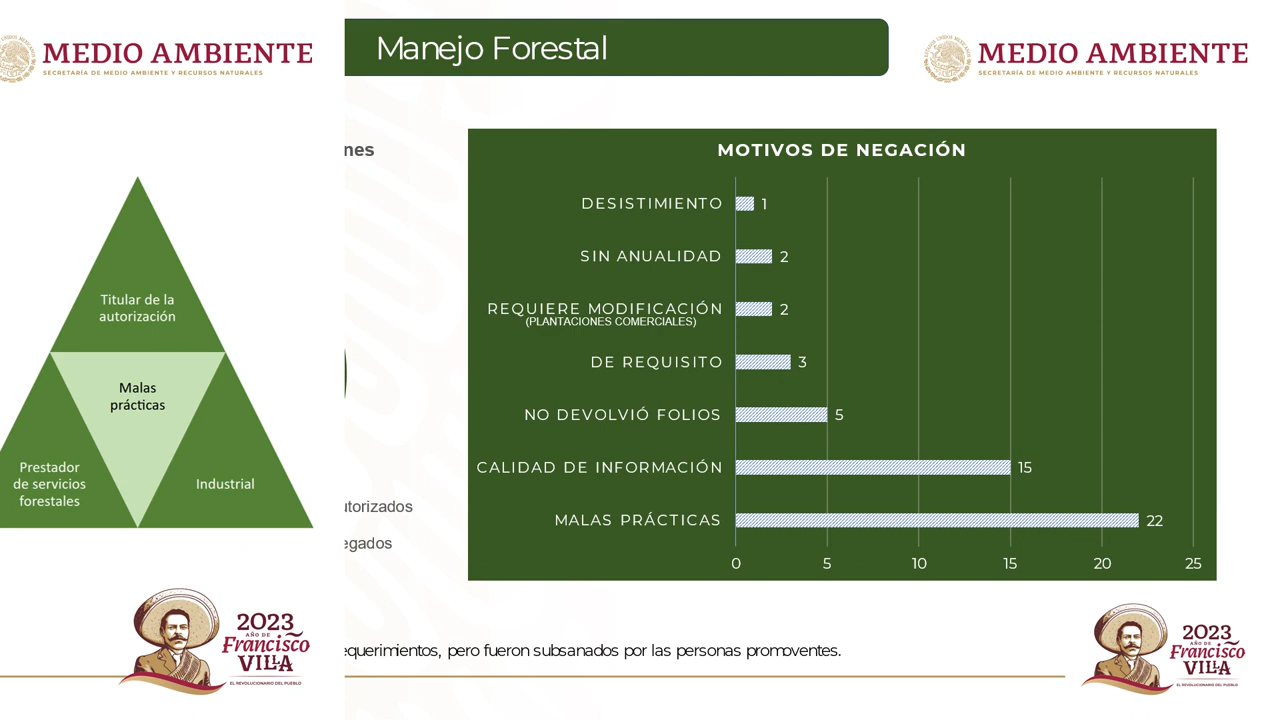 MEDIO AMBIENTE
SECRETARÍA DE MEDIO AMBIENTE Y RECURSOS NATURALES
Titular de la
autorización
Malas
prácticas
Prestador
de servicios
forestales
Industrial
2023
AÑO DE
Francisco
VILLA
EL REVOLUCIONARIO DEL PUEBLO
Manejo Forestal
MEDIO AMBIENTE
SECRETARÍA DE MEDIO AMBIENTE Y RECURSOS NATURALES
nes
utorizados
egados
MOTIVOS DE NEGACIÓN
DESISTIMIENTO 1
SIN ANUALIDAD 2
REQUIERE MODIFICACIÓN 2
(PLANTACIONES COMERCIALES)
DE REQUISITO 3
NO DEVOLVIÓ FOLIOS 5
CALIDAD DE INFORMACIÓN 15
MALAS PRÁCTICAS 22
0 5 10 15 20 25
equerimientos, pero fueron subsanados por las personas promoventes.
2023
AÑO DE
Francisco
VILLA
EL REVOLUCIONARIO DEL PUEBLO